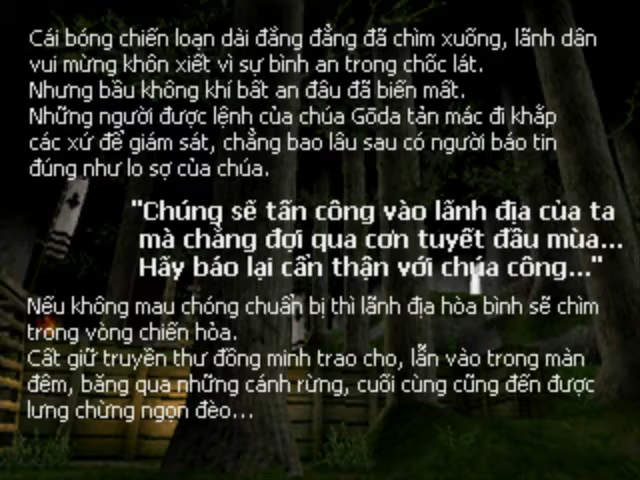 Cái bóng chiến loạn dài đẳng đẳng đã chìm xuống, lãnh dân
vui mừng khôn xiết vì sự bình an trong chốc lát.
Nhưng bầu không khí bất an đâu đã biến mất.
Những người được lệnh của chúa Gōda tản mác đi khắp
các xứ để giám sát, chẳng bao lâu sau có người báo tin
đúng như lo sợ của chúa.
"Chúng sẽ tấn công vào lãnh địa của ta
mà chẳng đợi qua cơn tuyết đầu mùa...
Hãy báo lại cẩn thận với chúa công..."
Nếu không mau chóng chuẩn bị thì lãnh địa hòa bình sẽ chìm
trong vòng chiến hỏa.
Cất giữ truyền thư đồng minh trao cho, lẫn vào trong màn
đêm, băng qua những cánh rừng, cuối cùng cũng đến được
lưng chừng ngọn đèo...